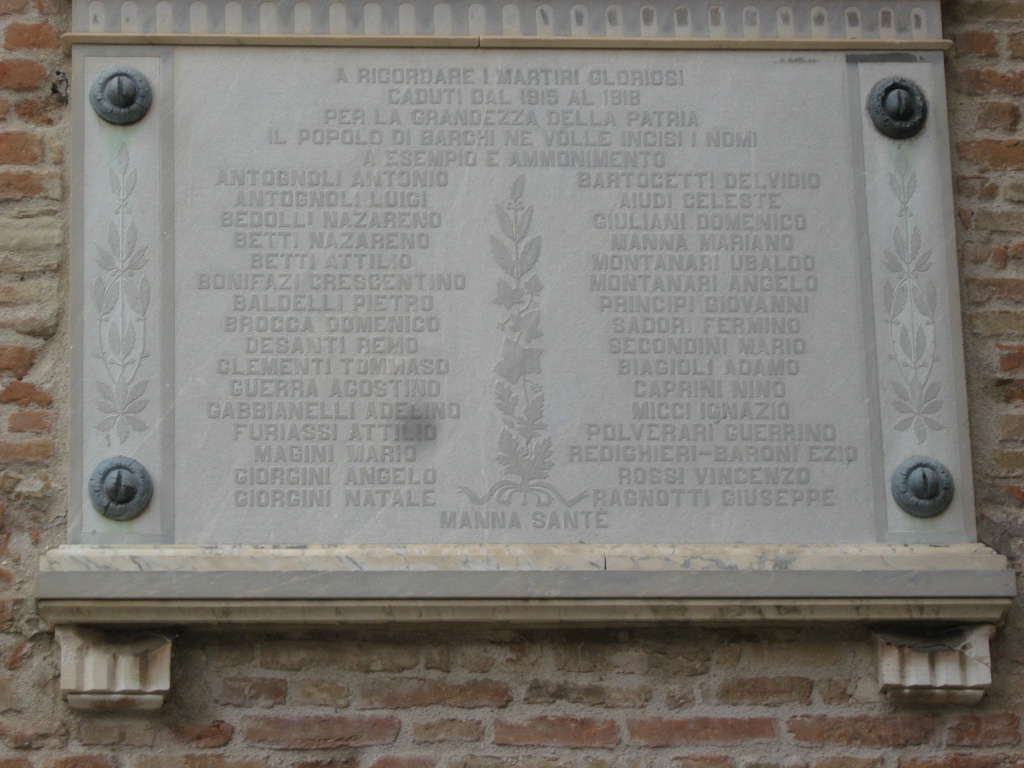 A RICORDARE I MARTIRI GLORIOSI
CADUTI DAL 1915 AL 1918
PER LA GRANDEZZA DELLA PATRIA
IL POPOLO DI BARCHI NE VOLLE INCISI I NOMI
A ESEMPIO E AMMONIMENTO
ANTOGNOLI ANTONIO
ANTOGNOLI LUIGI
BEDOLLI NAZARENO
BETTI NAZARENO
BETTI ATTILIO
BONIFAZI CRESCENTINO
BALDELLI PIETRO
BROCCA DOMENICO
DESANTI REMO
CLEMENTI TOMMASO
GUERRA AGOSTINO
GABBIANELLI ADELINO
FURIASSI ATTILIO
MAGINI MARIO
GIORGINI ANGELO
GIORGINI NATALE
BARTOCETTI DELVIDIO
AIUDI CELESTE
GIULIANI DOMENICO
MANNA MARIANO
MONTANARI UBALDO
MONTANARI ANGELO
PRINCIPI GIOVANNI
SADORI FERMINO
SECONDINI MARIO
BIAGIOLI ADAMO
CAPRINI NINO
MICCI IGNAZIO
POLVERARI GUERRINO
REDIGHIERI-BARONI EZIO
ROSSI VINCENZO
RAGNOTTI GIUSEPPE
MANNA SANTE